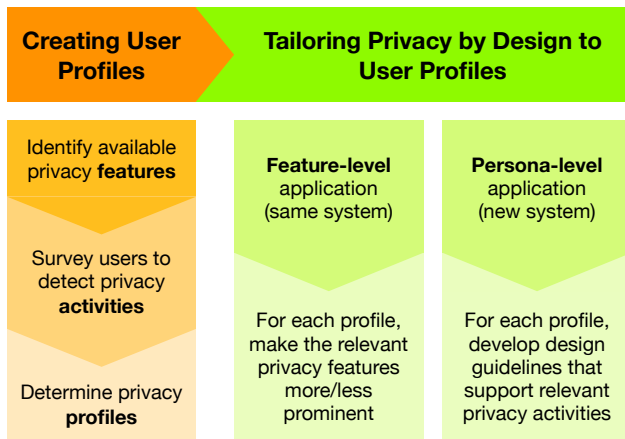 Creating User
Profiles
Tailoring Privacy by Design to
User Profiles
Identify available
privacy features
Survey users to
detect privacy
activities
Determine privacy
profiles
Feature-level
application
(same system)
For each profile,
make the relevant
privacy features
more/less
prominent
Persona-level
application
(new system)
For each profile,
develop design
guidelines that
support relevant
privacy activities